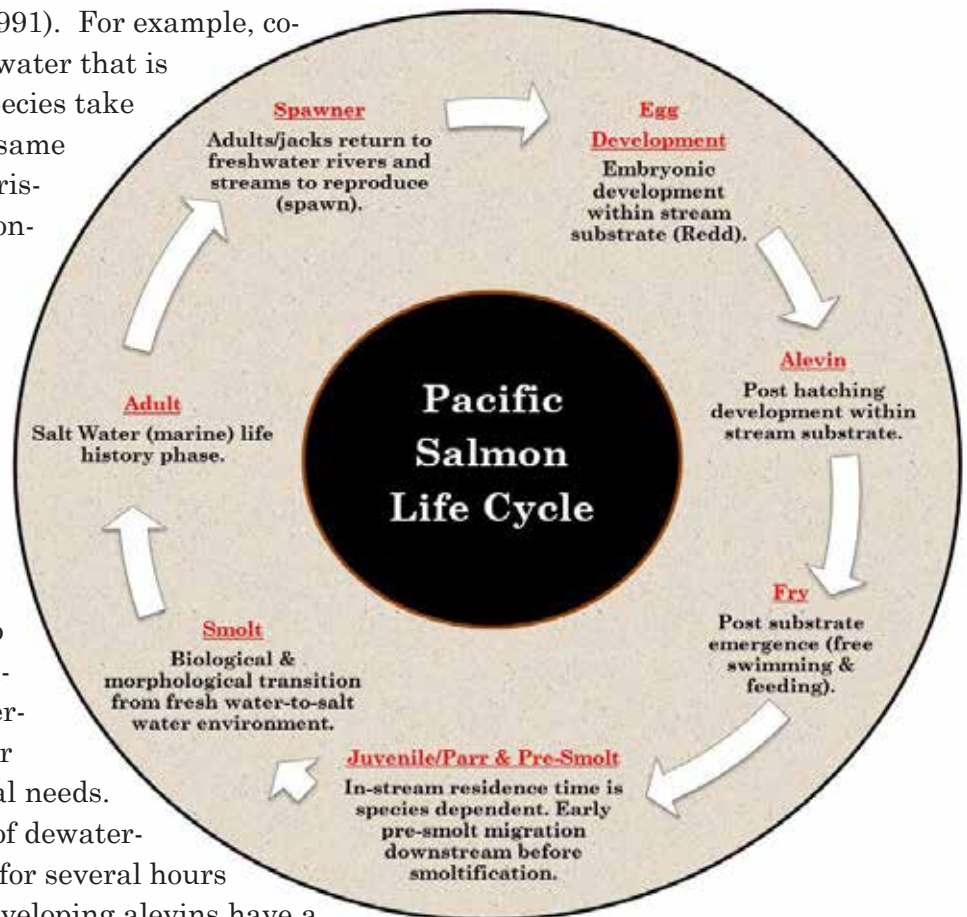 991).  For example, co-
water that is
pecies take
same
ris-
on-
-
er-
r
al needs.
of dewater-
for several hours
veloping alevins have a
Pacific
Salmon
Life Cycle
Spawner
Adults/jacks return to
freshwater rivers and
streams to reproduce
(spawn).
Egg
Development
Embryonic
development
within stream
substrate (Redd).
Alevin
Post hatching
development within
stream substrate.
Fry
Post substrate
emergence (free
swimming &
feeding).
Juvenile/Parr & Pre-Smolt
In-stream residence time is
species dependent. Early
pre-smolt migration
downstream before
smoltification.
Smolt
Biological &
morphological transition
from fresh water-to-salt
water environment.
Adult
Salt Water (marine) life
history phase.